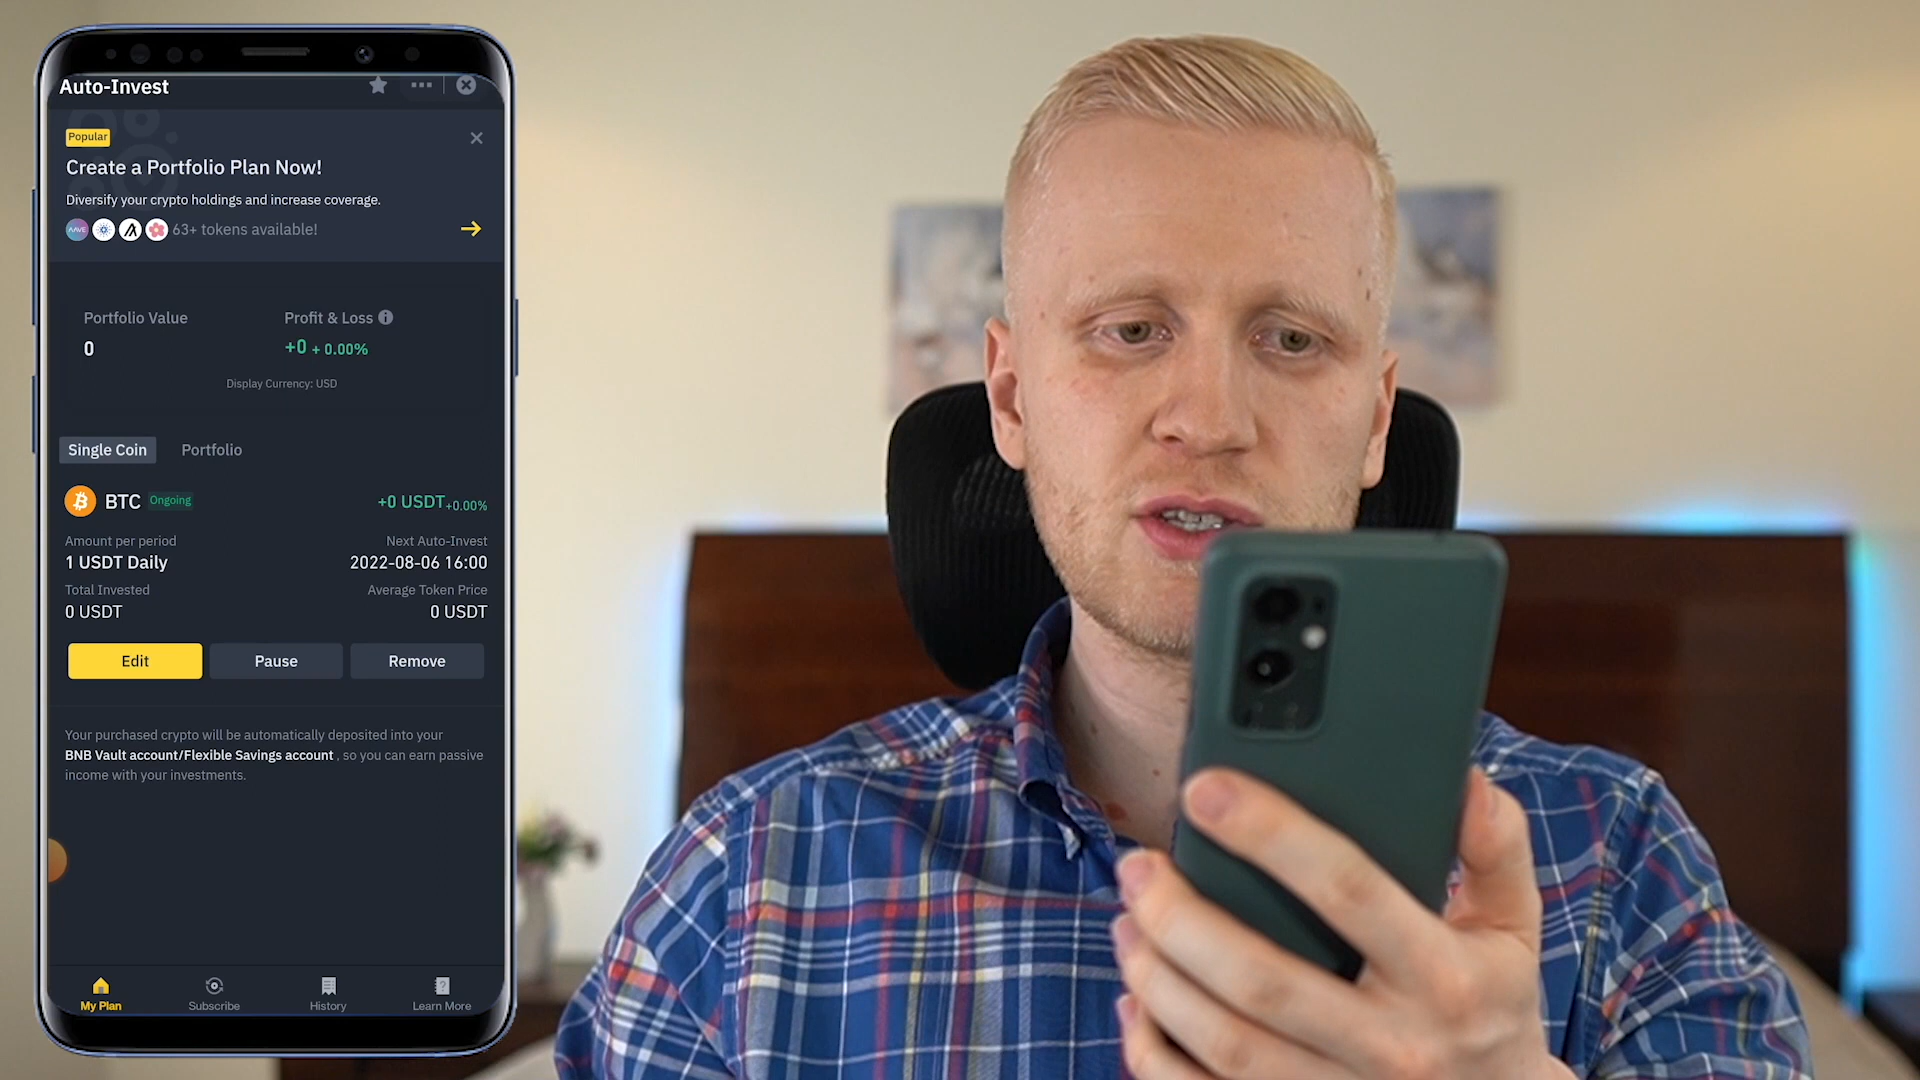 Auto-Invest
Popular
Create a Portfolio Plan Now!
Diversify your crypto holdings and increase coverage.
AAVE
63+ tokens available!
Portfolio Value
Profit & Loss
0
+0 + 0.00%
Display Currency: USD
Single Coin
Portfolio
BTC Ongoing
+0 USDT +0.00%
Amount per period
Next Auto-Invest
1 USDT Daily
2022-08-06 16:00
Total Invested
Average Token Price
0 USDT
0 USDT
Edit
Pause
Remove
Your purchased crypto will be automatically deposited into your
BNB Vault account/Flexible Savings account , so you can earn passive
income with your investments.
My Plan
Subscribe
History
Learn More